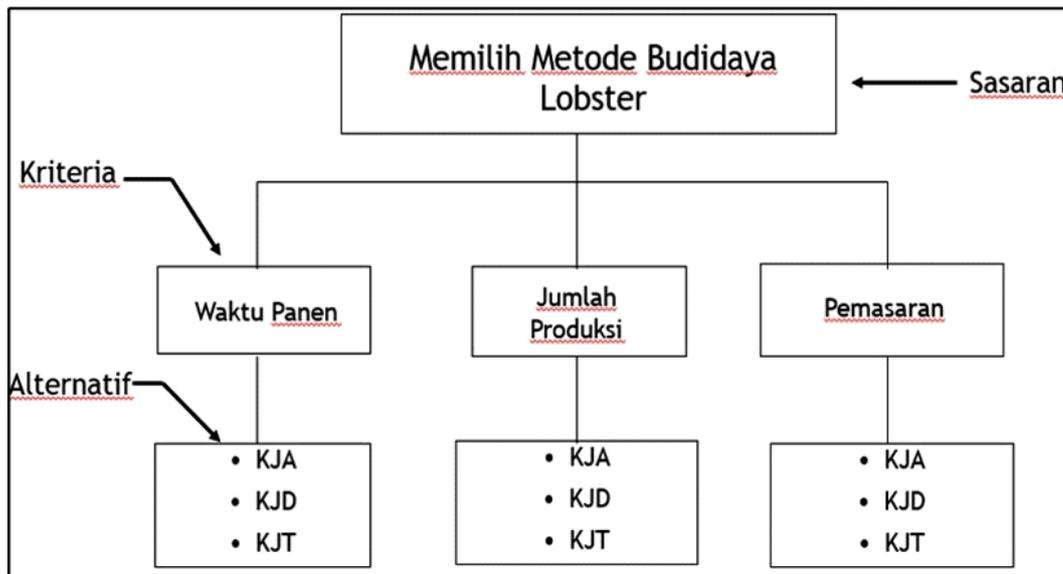 Memilih Metode Budidaya
Lobster
Sasaran
Kriteria
Waktu Panen
Jumlah
Produksi
Pemasaran
Alternatif
• KJA
• KJD
• KJT
• KJA
• KJD
• KJT
• KJA
• KJD
• KJT